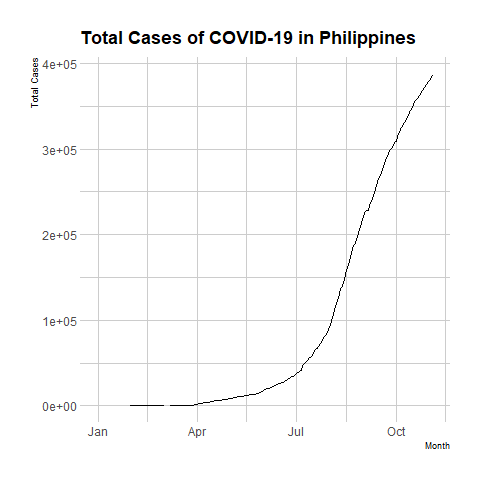 Total Cases of COVID-19 in Philippines
Total Cases
4e+05
3e+05
2e+05
1e+05
0e+00
Jan Apr Jul Oct
Month